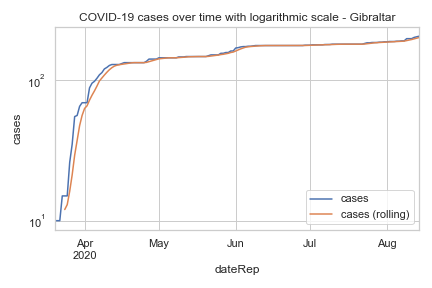 COVID-19 cases over time with logarithmic scale - Gibraltar
cases
10²
10¹
Apr
2020
May
Jun
Jul
Aug
dateRep
cases
cases (rolling)